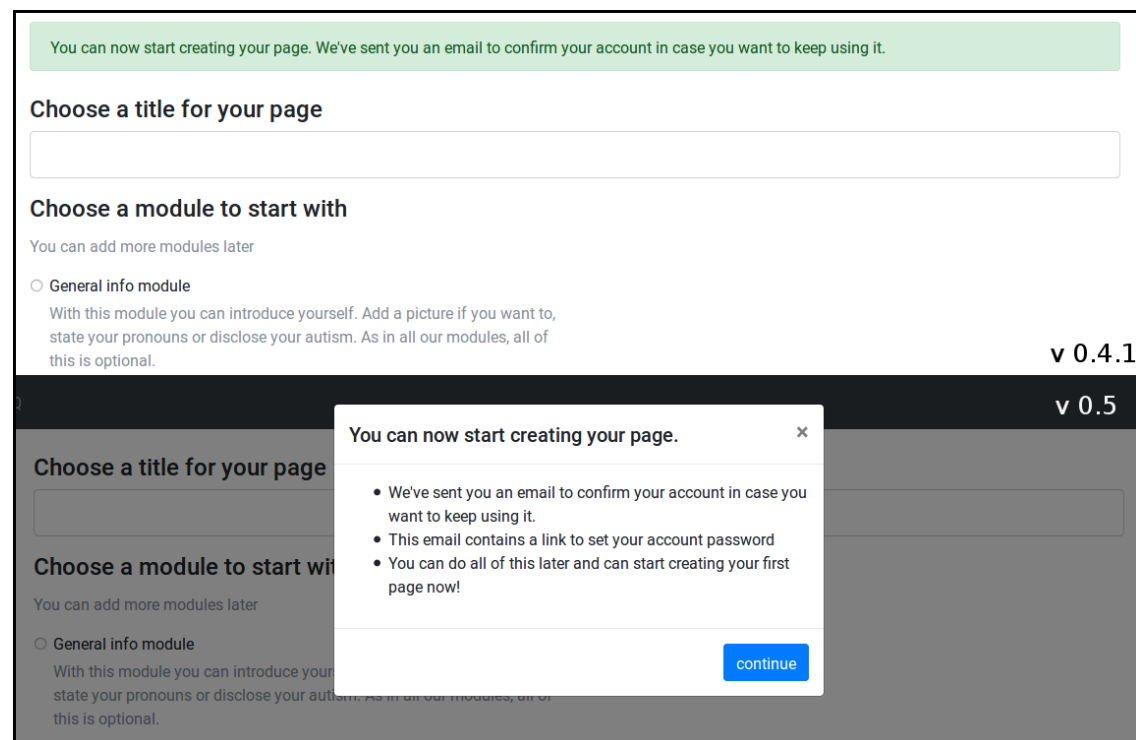 You can now start creating your page. We've sent you an email to confirm your account in case you want to keep using it.
Choose a title for your page
Choose a module to start with
You can add more modules later
General info module
With this module you can introduce yourself. Add a picture if you want to,
state your pronouns or disclose your autism. As in all our modules, all of
this is optional.
v 0.4.1
v 0.5
You can now start creating your page.
×
Choose a title for your page
We've sent you an email to confirm your account in case you
want to keep using it.
This email contains a link to set your account password
You can do all of this later and can start creating your first
page now!
Choose a module to start
You can add more modules later
General info module
With this module you can introduce
state your pronouns or disclose your autism. As in all our modules, all of
this is optional.
continue